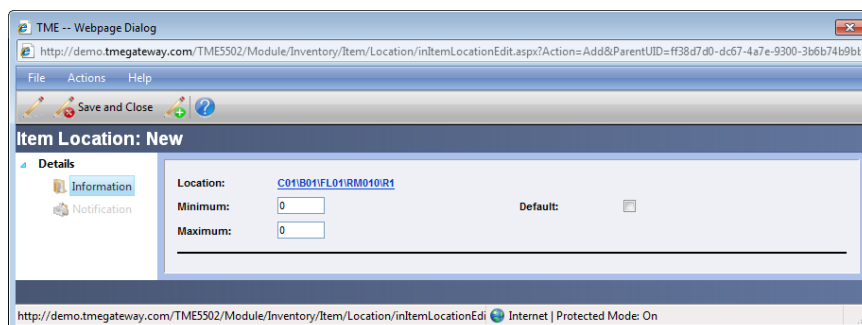 TME -- Webpage Dialog
http://demo.tmegateway.com/TME5502/Module/Inventory/Item/Location/inItemLocationEdit.aspx?Action=Add&ParentUID=ff38d7d0-dc67-4a7e-9300-3b6b74b9bb
File Actions Help
Save and Close
Item Location: New
Details
Information
Notification
Location: C01\B01\FL01\RM010\R1
Minimum: 0 Default:
Maximum: 0
http://demo.tmegateway.com/TME5502/Module/Inventory/Item/Location/inItemLocationEdi Internet | Protected Mode: On